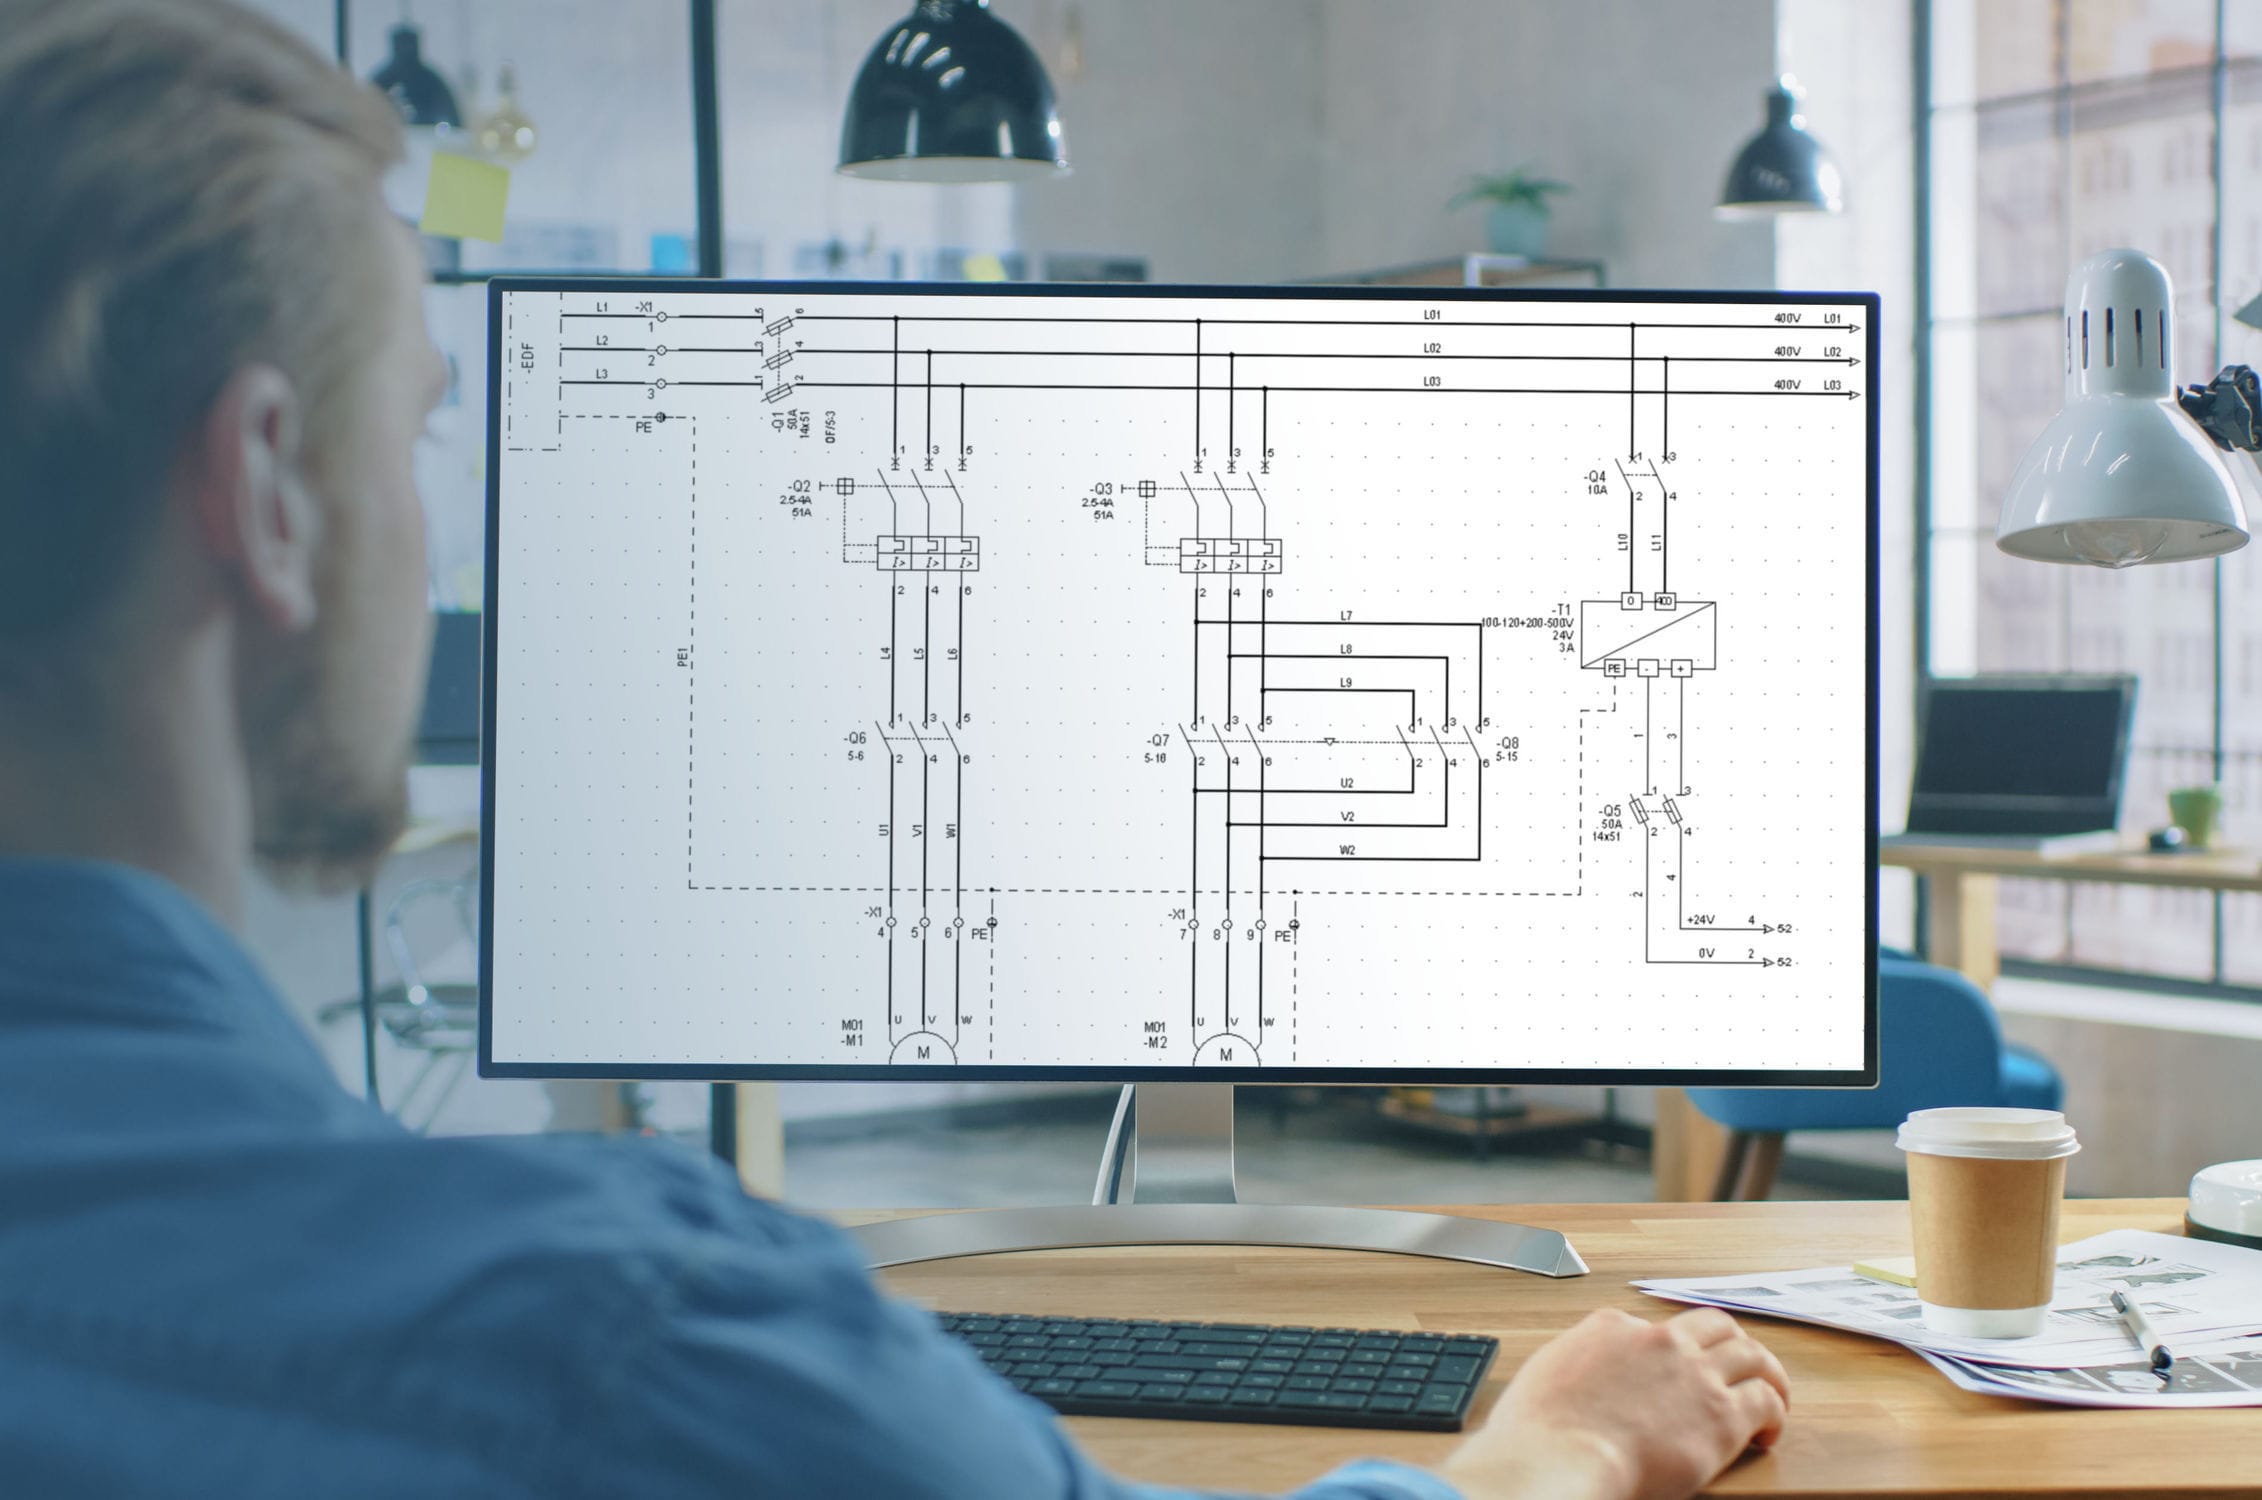 -EDF
L1 -X1 1 5 6 L01 400V L01
L2 2 3 4 L02 400V L02
L3 3 1 2 L03 400V L03
PE
-Q1
50A
14x51
OF/5-3
1 3 5
-Q2
2.5-4A
51A
I> I> I>
2 4 6
1 3 5
-Q3
2.5-4A
51A
I> I> I>
2 4 6
1 3
-Q4
10A
2 4
L10 L11
0 400
-T1
100-120+200-500V
24V
3A
PE - +
PE1
L4 L5 L6
L7
L8
L9
1 3 5
-Q6
5-6
2 4 6
1 3 5
-Q7
5-10
2 4 6
1 3 5
-Q8
5-15
2 4 6
U2
V2
W2
1 3
1 3
-Q5
50A
14x51
2 4
2 4
+24V 4 5-2
0V 2 5-2
U1 V1 W1
-X1
4 5 6 PE
-X1
7 8 9 PE
U V W
M01
-M1
M
U V W
M01
-M2
M